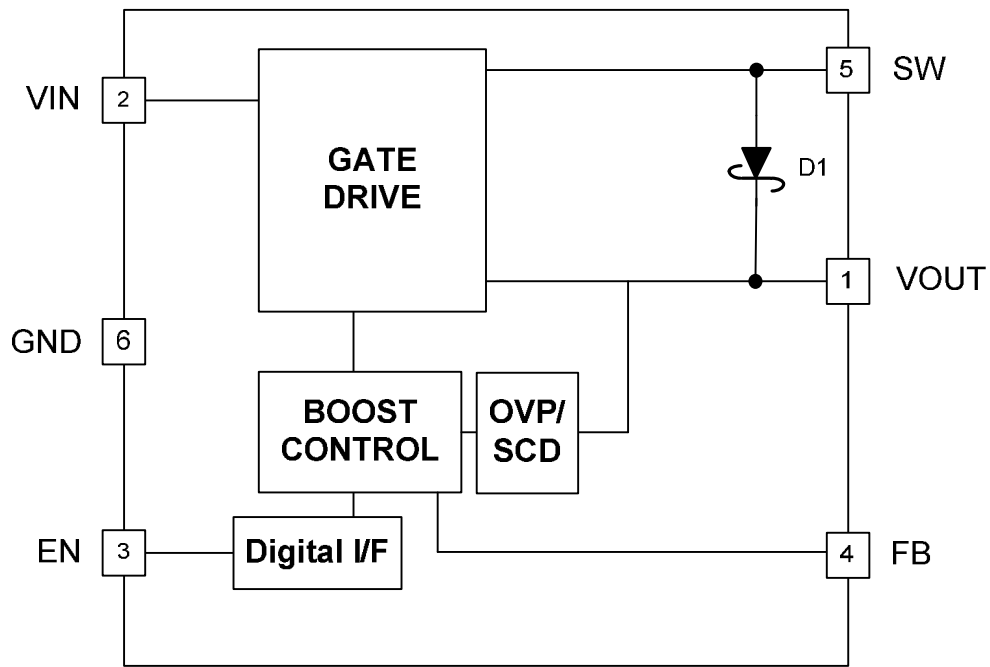 5
SW
VIN
2
GATE
DRIVE
D1
1
VOUT
GND
6
BOOST
CONTROL
OVP/
SCD
EN
3
Digital I/F
4
FB